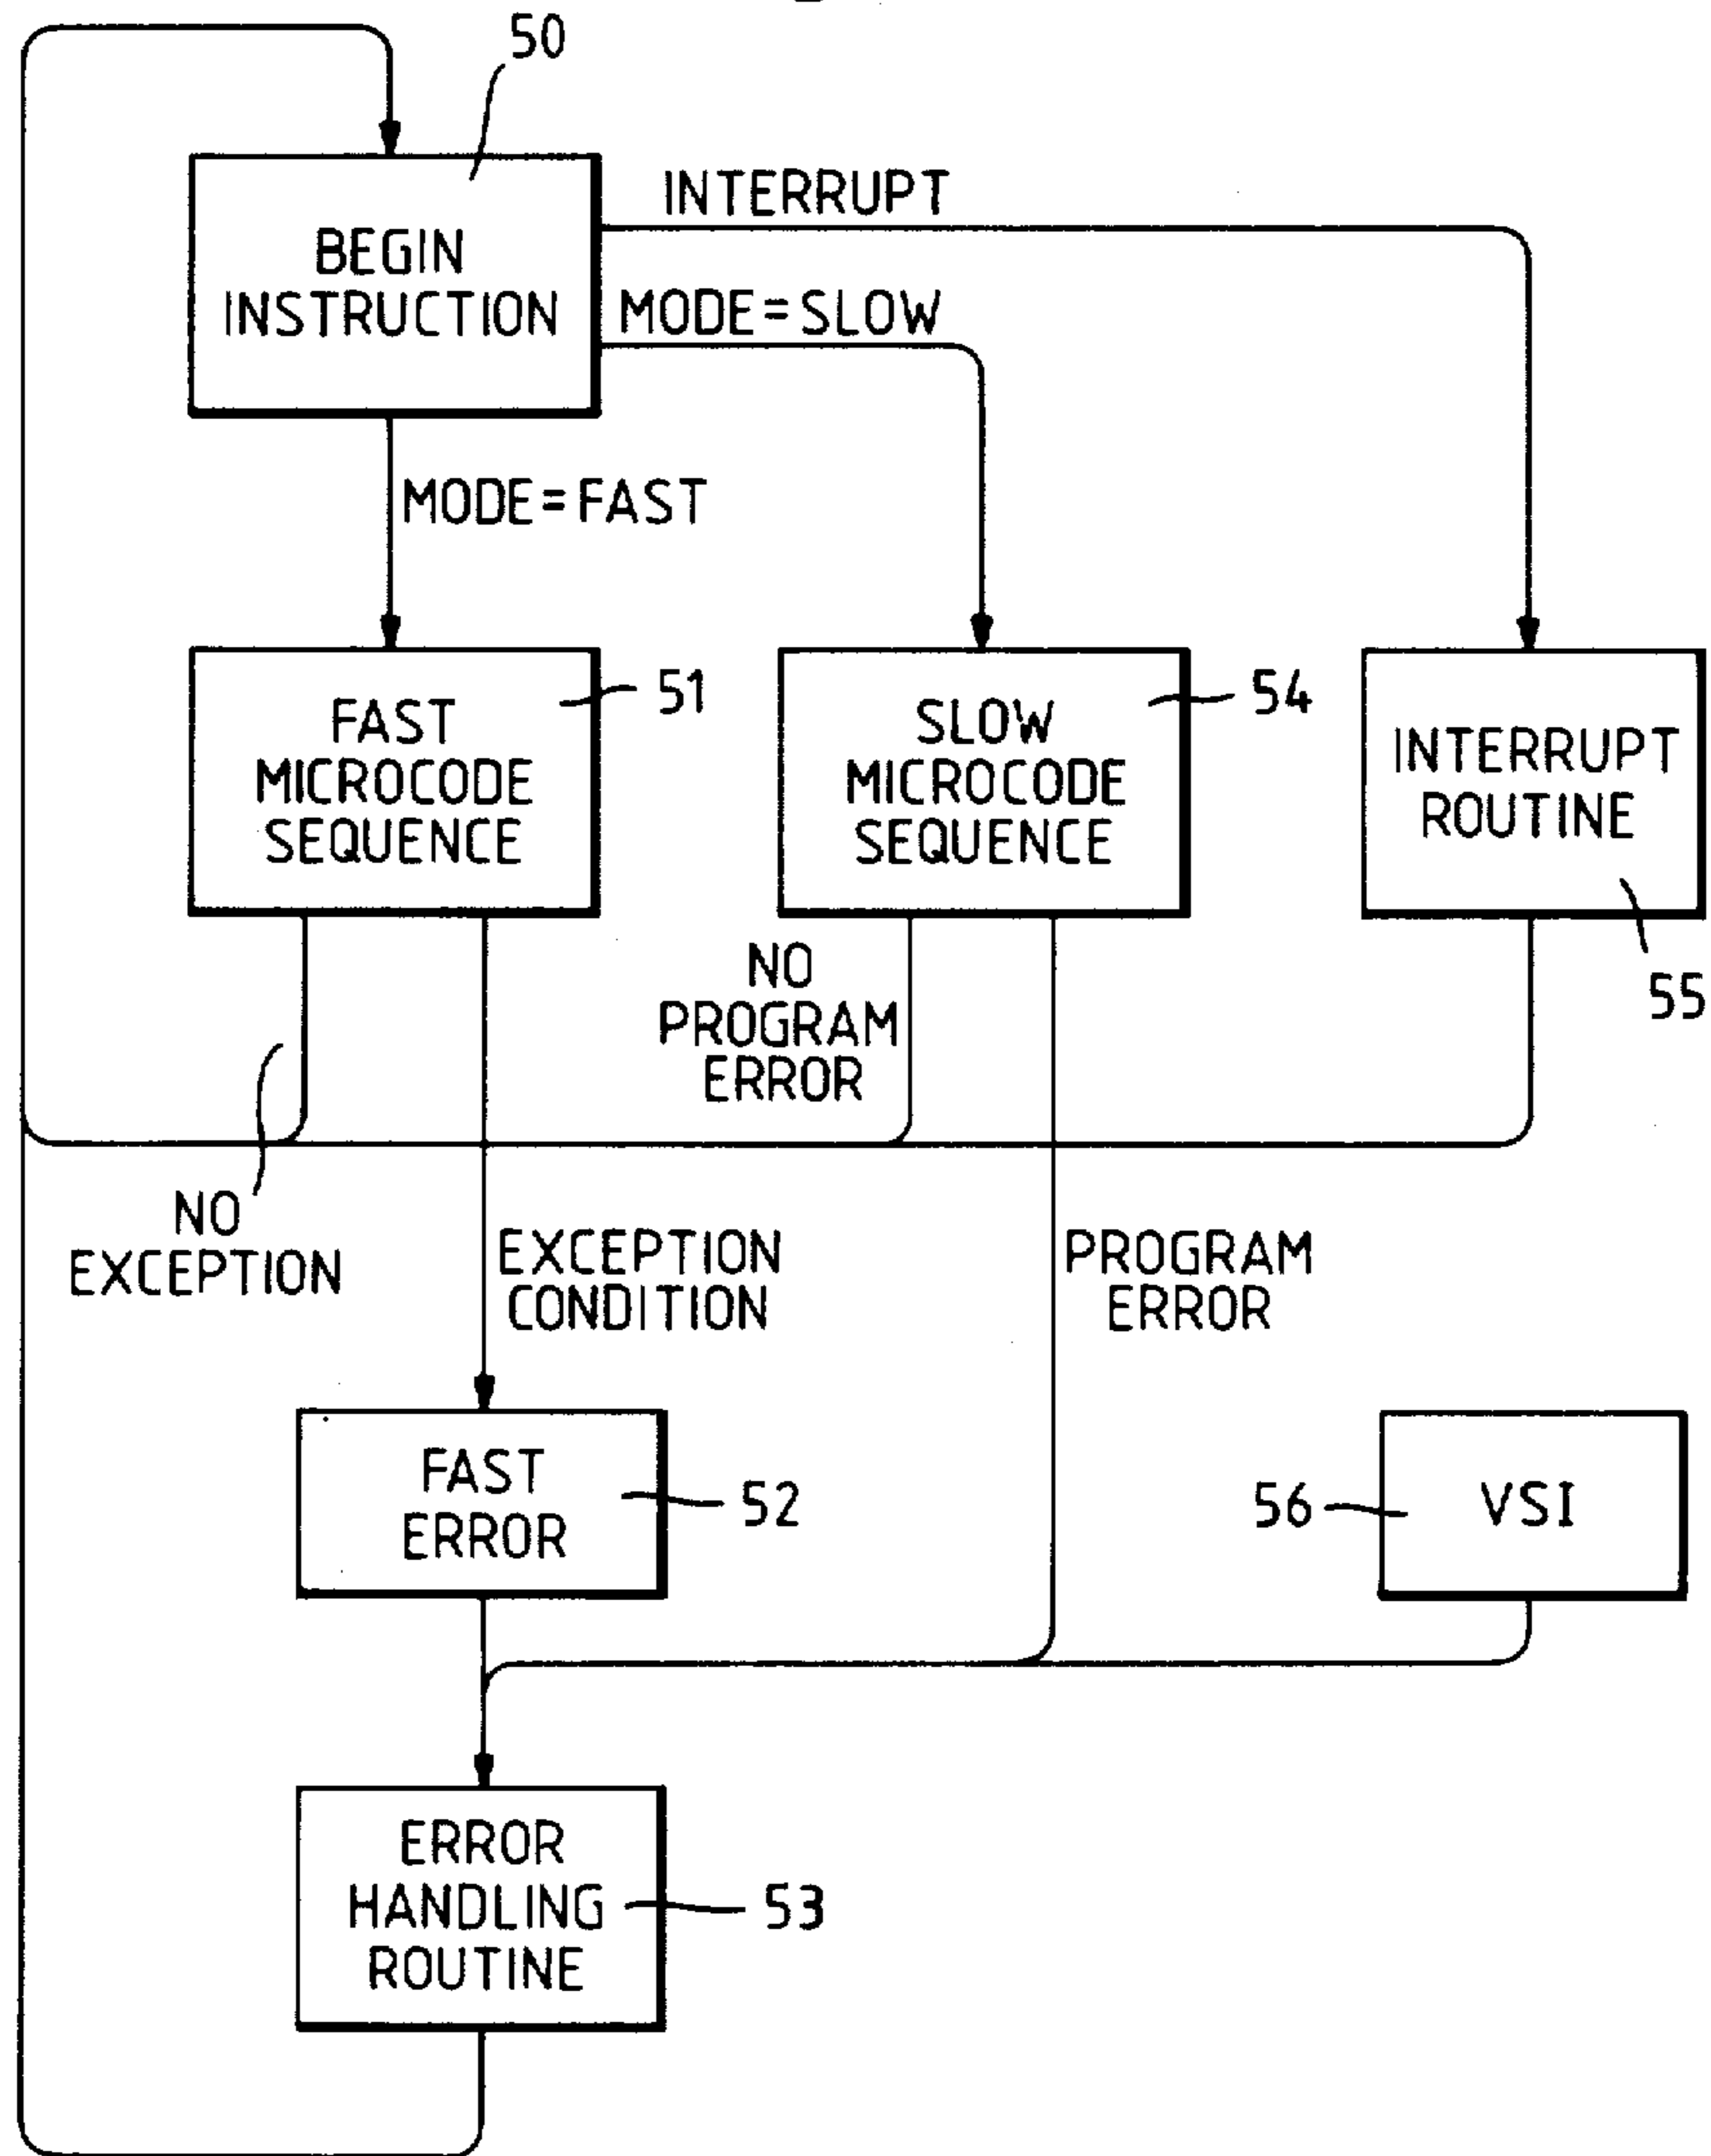 50
BEGIN
INSTRUCTION
INTERRUPT
MODE=SLOW
MODE=FAST
FAST
MICROCODE
SEQUENCE
51
SLOW
MICROCODE
SEQUENCE
54
INTERRUPT
ROUTINE
55
NO
PROGRAM
ERROR
NO
EXCEPTION
EXCEPTION
CONDITION
PROGRAM
ERROR
FAST
ERROR
52
56
VSI
ERROR
HANDLING
ROUTINE
53